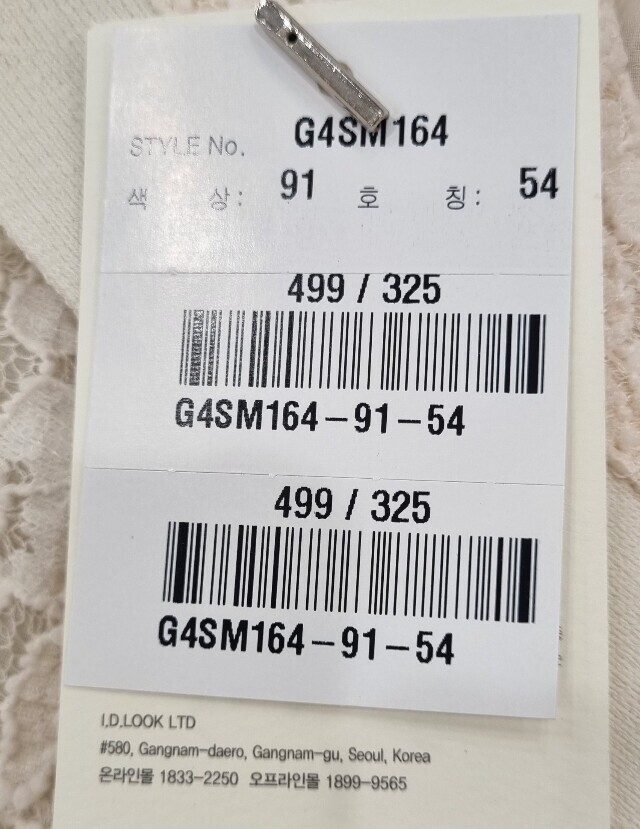 STYLE No. G4SM164
색 상: 91 호 칭: 54
499 / 325
G4SM164-91-54
499 / 325
G4SM164-91-54
I.D.LOOK LTD
#580, Gangnam-daero, Gangnam-gu, Seoul, Korea
온라인몰 1833-2250 오프라인몰 1899-9565